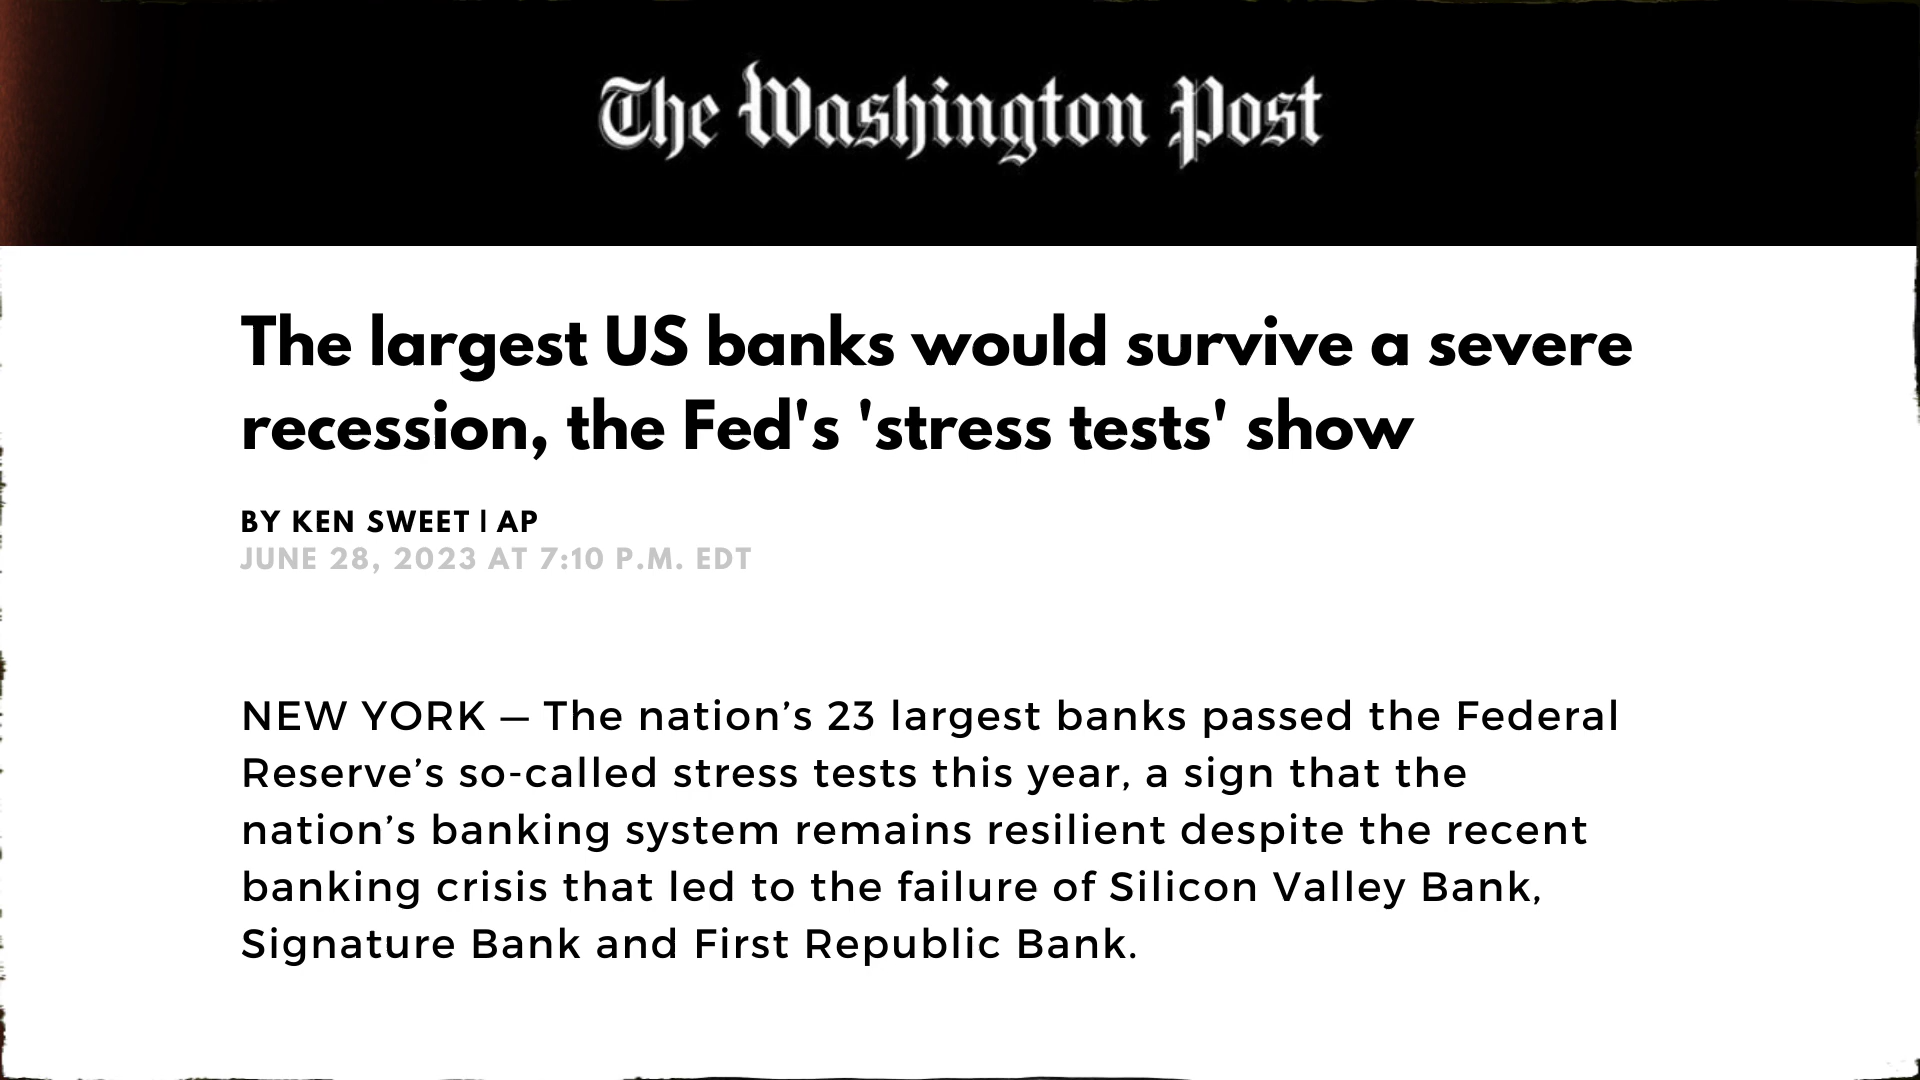 The Washington Post
The largest US banks would survive a severe
recession, the Fed's 'stress tests' show
BY KEN SWEET | AP
JUNE 28, 2023 AT 7:10 P.M. EDT
NEW YORK — The nation’s 23 largest banks passed the Federal
Reserve’s so-called stress tests this year, a sign that the
nation’s banking system remains resilient despite the recent
banking crisis that led to the failure of Silicon Valley Bank,
Signature Bank and First Republic Bank.